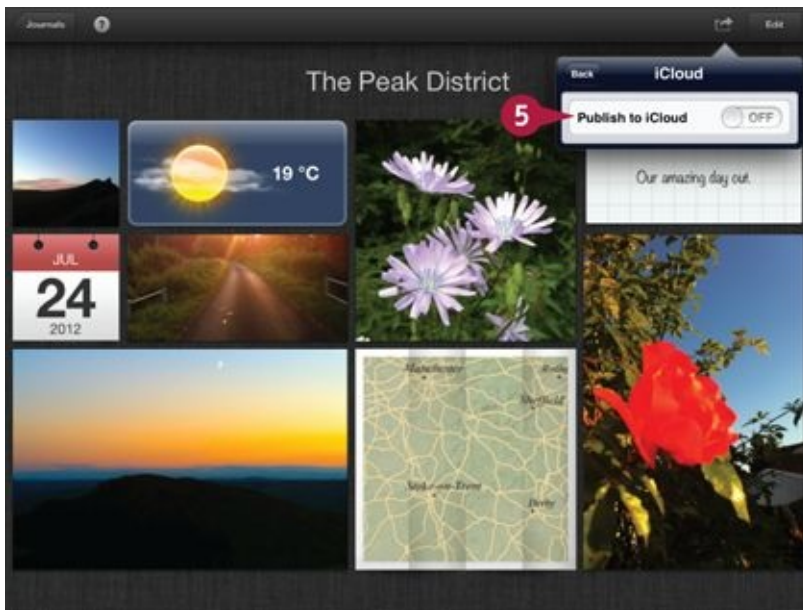 Journals ? Edit
The Peak District
Back iCloud
5 Publish to iCloud OFF
19 °C
Our amazing day out.
JUL
24
2012
Manchester
Sheffield
Stoke-on-Trent
Derby